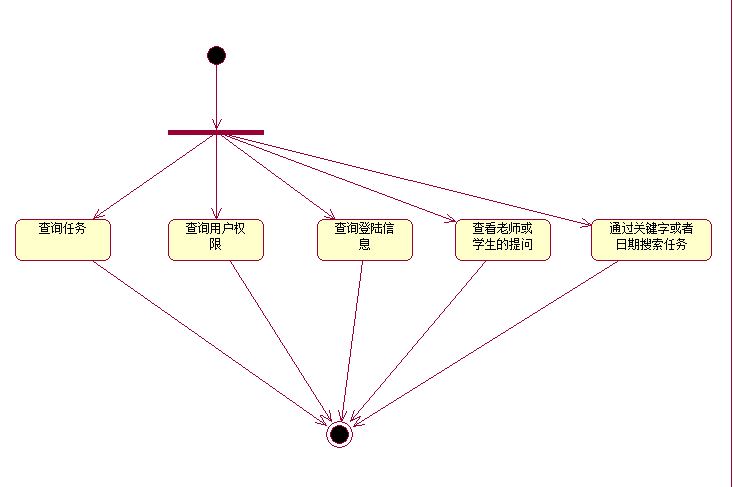 查询任务
查询用户权
限
查询登陆信
息
查看老师或
学生的提问
通过关键字或者
日期搜索任务